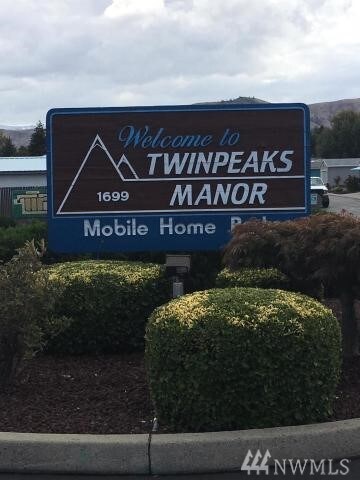 Welcome to
TWINPEAKS
1699 MANOR
Mobile Home
NWMLS